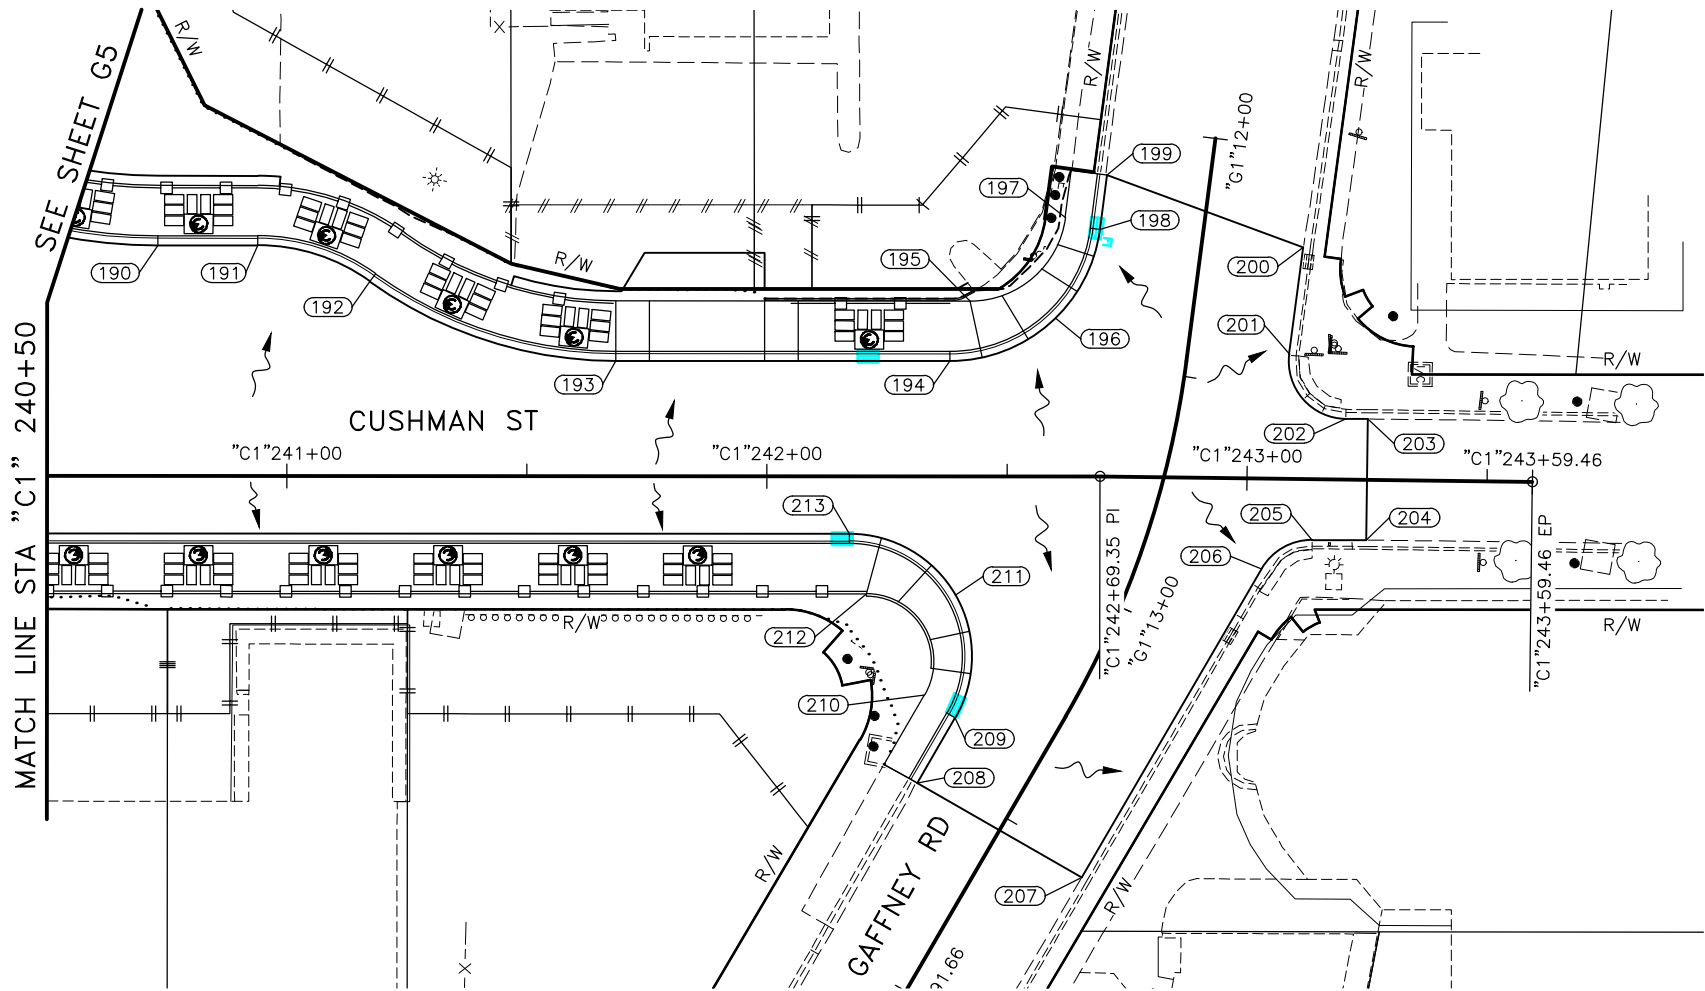 SEE SHEET G5
MATCH LINE STA "C1" 240+50
R/W
R/W
R/W
R/W
"G1"12+00
199
197
198
195
200
190
191
192
196
201
R/W
193
194
CUSHMAN ST
202
203
"C1"241+00
"C1"242+00
"C1"243+00
"C1"243+59.46
213
205
204
206
211
"C1"242+69.35 PI
"G1"13+00
"C1"243+59.46 EP
212
R/W
R/W
210
209
208
R/W
207
R/W
GAFFNEY RD
91.66
X
X